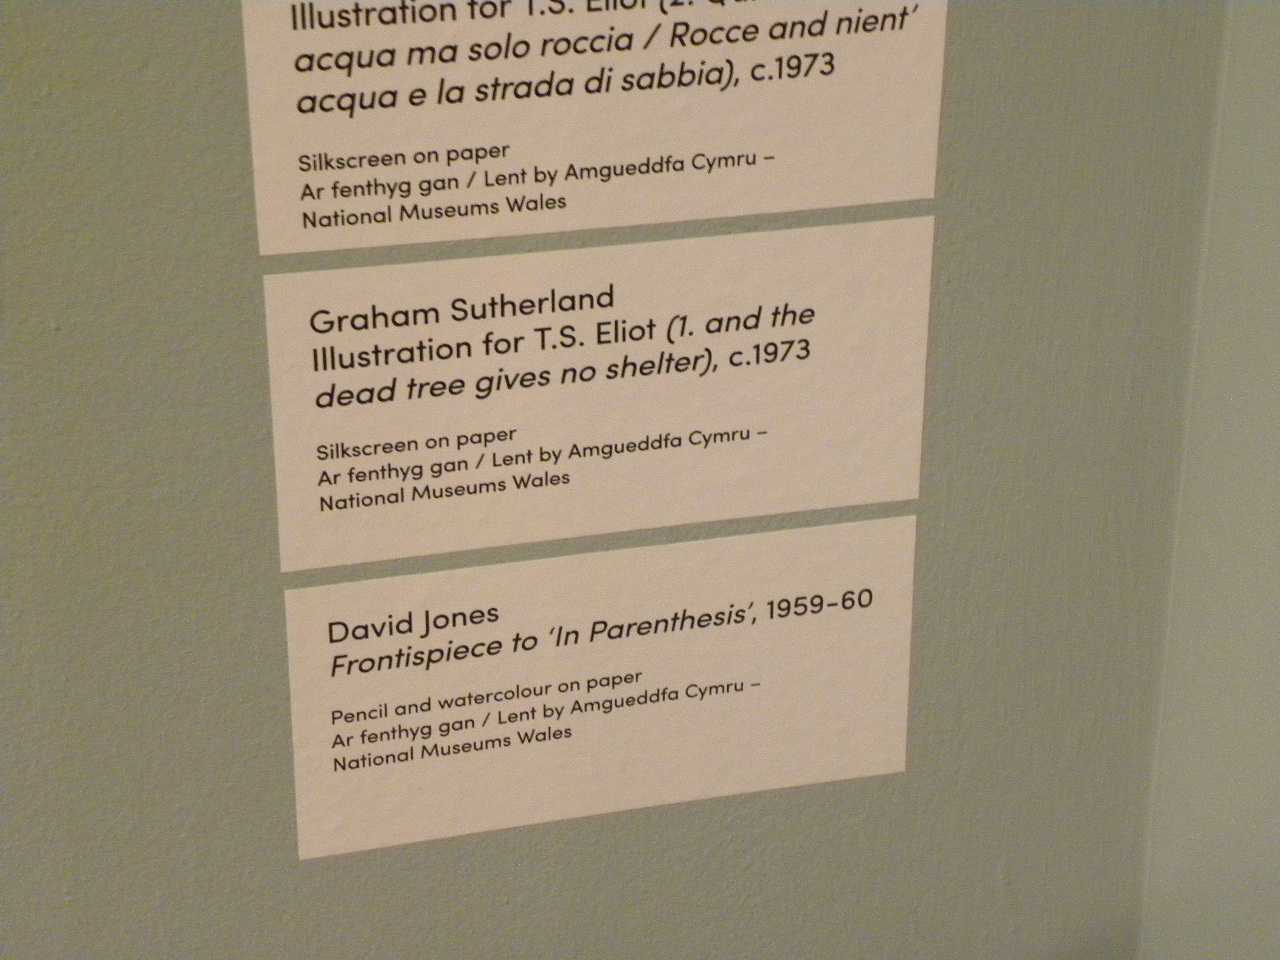 Illustration for T.S. Eliot (2.
acqua ma solo roccia / Rocce and nient'
acqua e la strada di sabbia), c.1973
Silkscreen on paper
Ar fenthyg gan / Lent by Amgueddfa Cymru –
National Museums Wales
Graham Sutherland
Illustration for T.S. Eliot (1. and the
dead tree gives no shelter), c.1973
Silkscreen on paper
Ar fenthyg gan / Lent by Amgueddfa Cymru –
National Museums Wales
David Jones
Frontispiece to 'In Parenthesis', 1959-60
Pencil and watercolour on paper
Ar fenthyg gan / Lent by Amgueddfa Cymru –
National Museums Wales